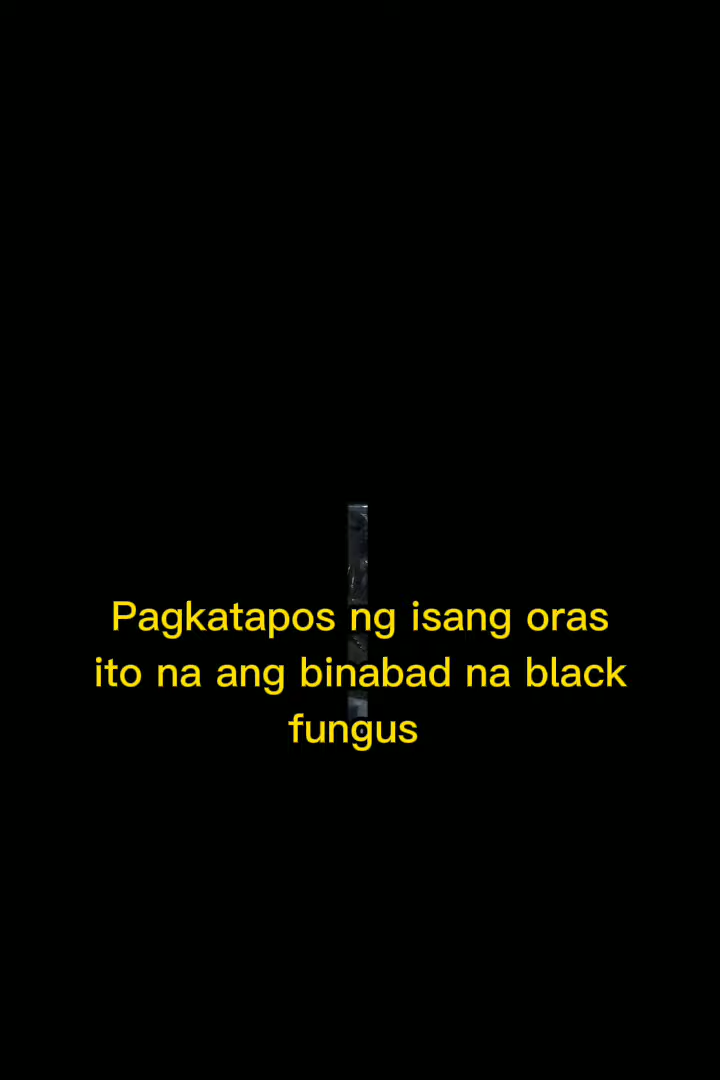 Pagkatapos ng isang oras
ito na ang binabad na black
fungus